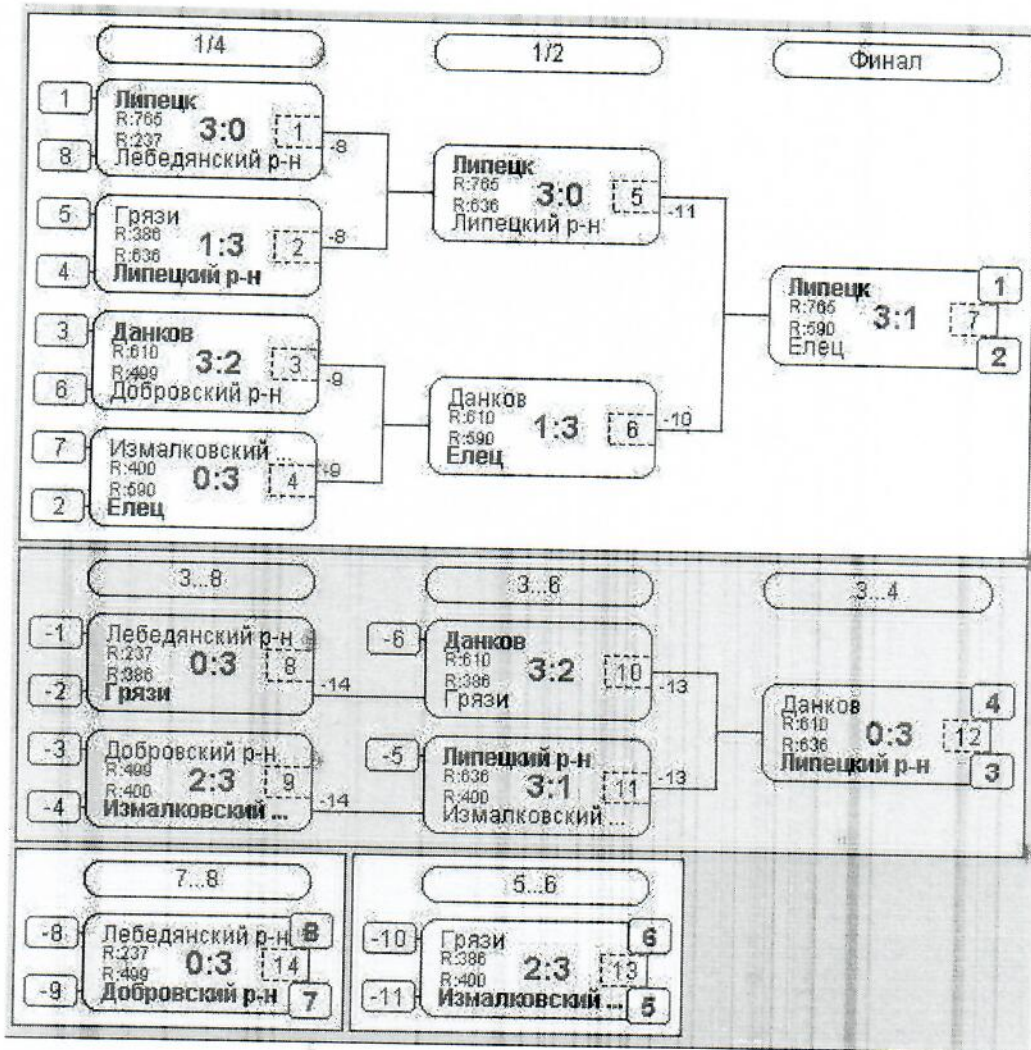 1/4
1/2
Финал
1
Липецк
R:765
3:0
1
R:237
8
Лебедянский р-н
-8
5
Грязи
R:386
1:3
2
R:636
4
Липецкий р-н
-8
3
Данков
R:610
3:2
3
R:499
6
Добровский р-н
-9
7
Измалковский ...
R:400
0:3
4
R:590
2
Елец
-9
Липецк
R:765
3:0
5
R:636
Липецкий р-н
-11
Данков
R:610
1:3
6
R:590
Елец
-10
Липецк
1
R:765
3:1
7
R:590
Елец
2
3...8
3...6
3...4
-1
Лебедянский р-н
R:237
0:3
8
R:386
-2
Грязи
-14
-3
Добровский р-н
R:499
2:3
9
R:400
-4
Измалковский ...
-14
-6
Данков
R:610
3:2
10
R:386
Грязи
-13
-5
Липецкий р-н
R:636
3:1
11
R:400
Измалковский ...
-13
Данков
4
R:610
0:3
12
R:636
Липецкий р-н
3
7...8
5...6
-8
Лебедянский р-н
8
R:237
0:3
14
R:499
-9
Добровский р-н
7
-10
Грязи
6
R:386
2:3
13
R:400
-11
Измалковский ...
5